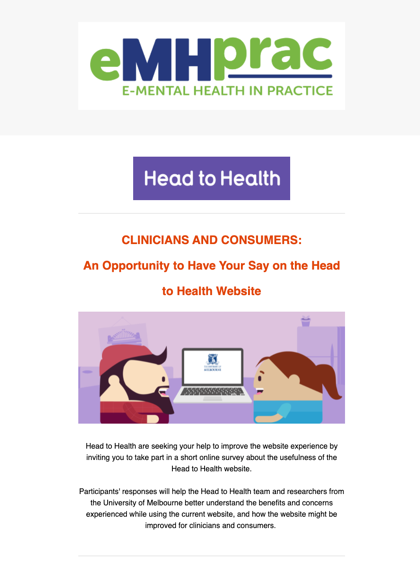 eMHprac
E-MENTAL HEALTH IN PRACTICE
Head to Health
CLINICIANS AND CONSUMERS:
An Opportunity to Have Your Say on the Head
to Health Website
Head to Health are seeking your help to improve the website experience by
inviting you to take part in a short online survey about the usefulness of the
Head to Health website.
Participants' responses will help the Head to Health team and researchers from
the University of Melbourne better understand the benefits and concerns
experienced while using the current website, and how the website might be
improved for clinicians and consumers.